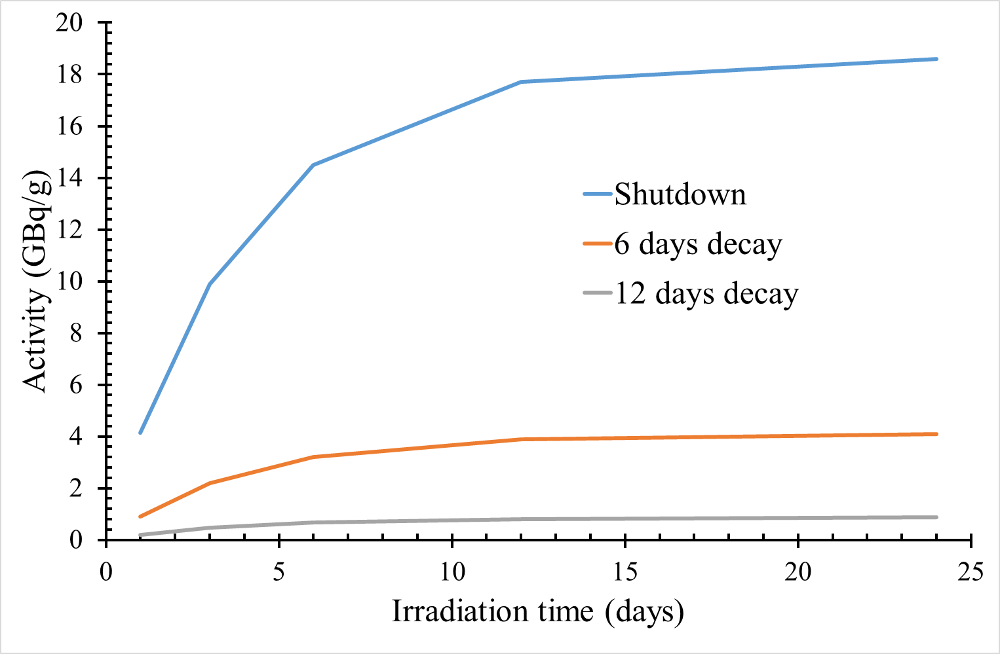 20
18
16
14
12
10
8
6
4
2
0
Activity (GBq/g)
Shutdown
6 days decay
12 days decay
0 5 10 15 20 25
Irradiation time (days)